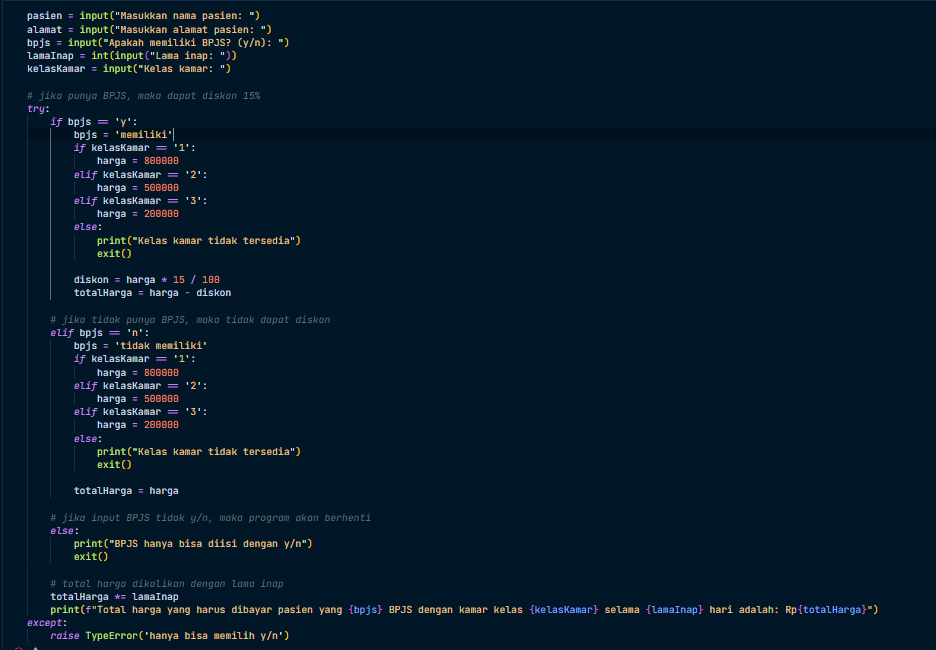 pasien = input("Masukkan nama pasien: ")
alamat = input("Masukkan alamat pasien: ")
bpjs = input("Apakah memiliki BPJS? (y/n): ")
lamaInap = int(input("Lama inap: "))
kelasKamar = input("Kelas kamar: ")

# jika punya BPJS, maka dapat diskon 15%
try:
    if bpjs == 'y':
        bpjs = 'memiliki'
        if kelasKamar == '1':
            harga = 800000
        elif kelasKamar == '2':
            harga = 500000
        elif kelasKamar == '3':
            harga = 200000
        else:
            print("Kelas kamar tidak tersedia")
            exit()

        diskon = harga * 15 / 100
        totalHarga = harga - diskon

    # jika tidak punya BPJS, maka tidak dapat diskon
    elif bpjs == 'n':
        bpjs = 'tidak memiliki'
        if kelasKamar == '1':
            harga = 800000
        elif kelasKamar == '2':
            harga = 500000
        elif kelasKamar == '3':
            harga = 200000
        else:
            print("Kelas kamar tidak tersedia")
            exit()

        totalHarga = harga

    # jika input BPJS tidak y/n, maka program akan berhenti
    else:
        print("BPJS hanya bisa diisi dengan y/n")
        exit()

    # total harga dikalikan dengan lama inap
    totalHarga *= lamaInap
    print(f"Total harga yang harus dibayar pasien yang {bpjs} BPJS dengan kamar kelas {kelasKamar} selama {lamaInap} hari adalah: Rp{totalHarga}")
except:
    raise TypeError('hanya bisa memilih y/n')